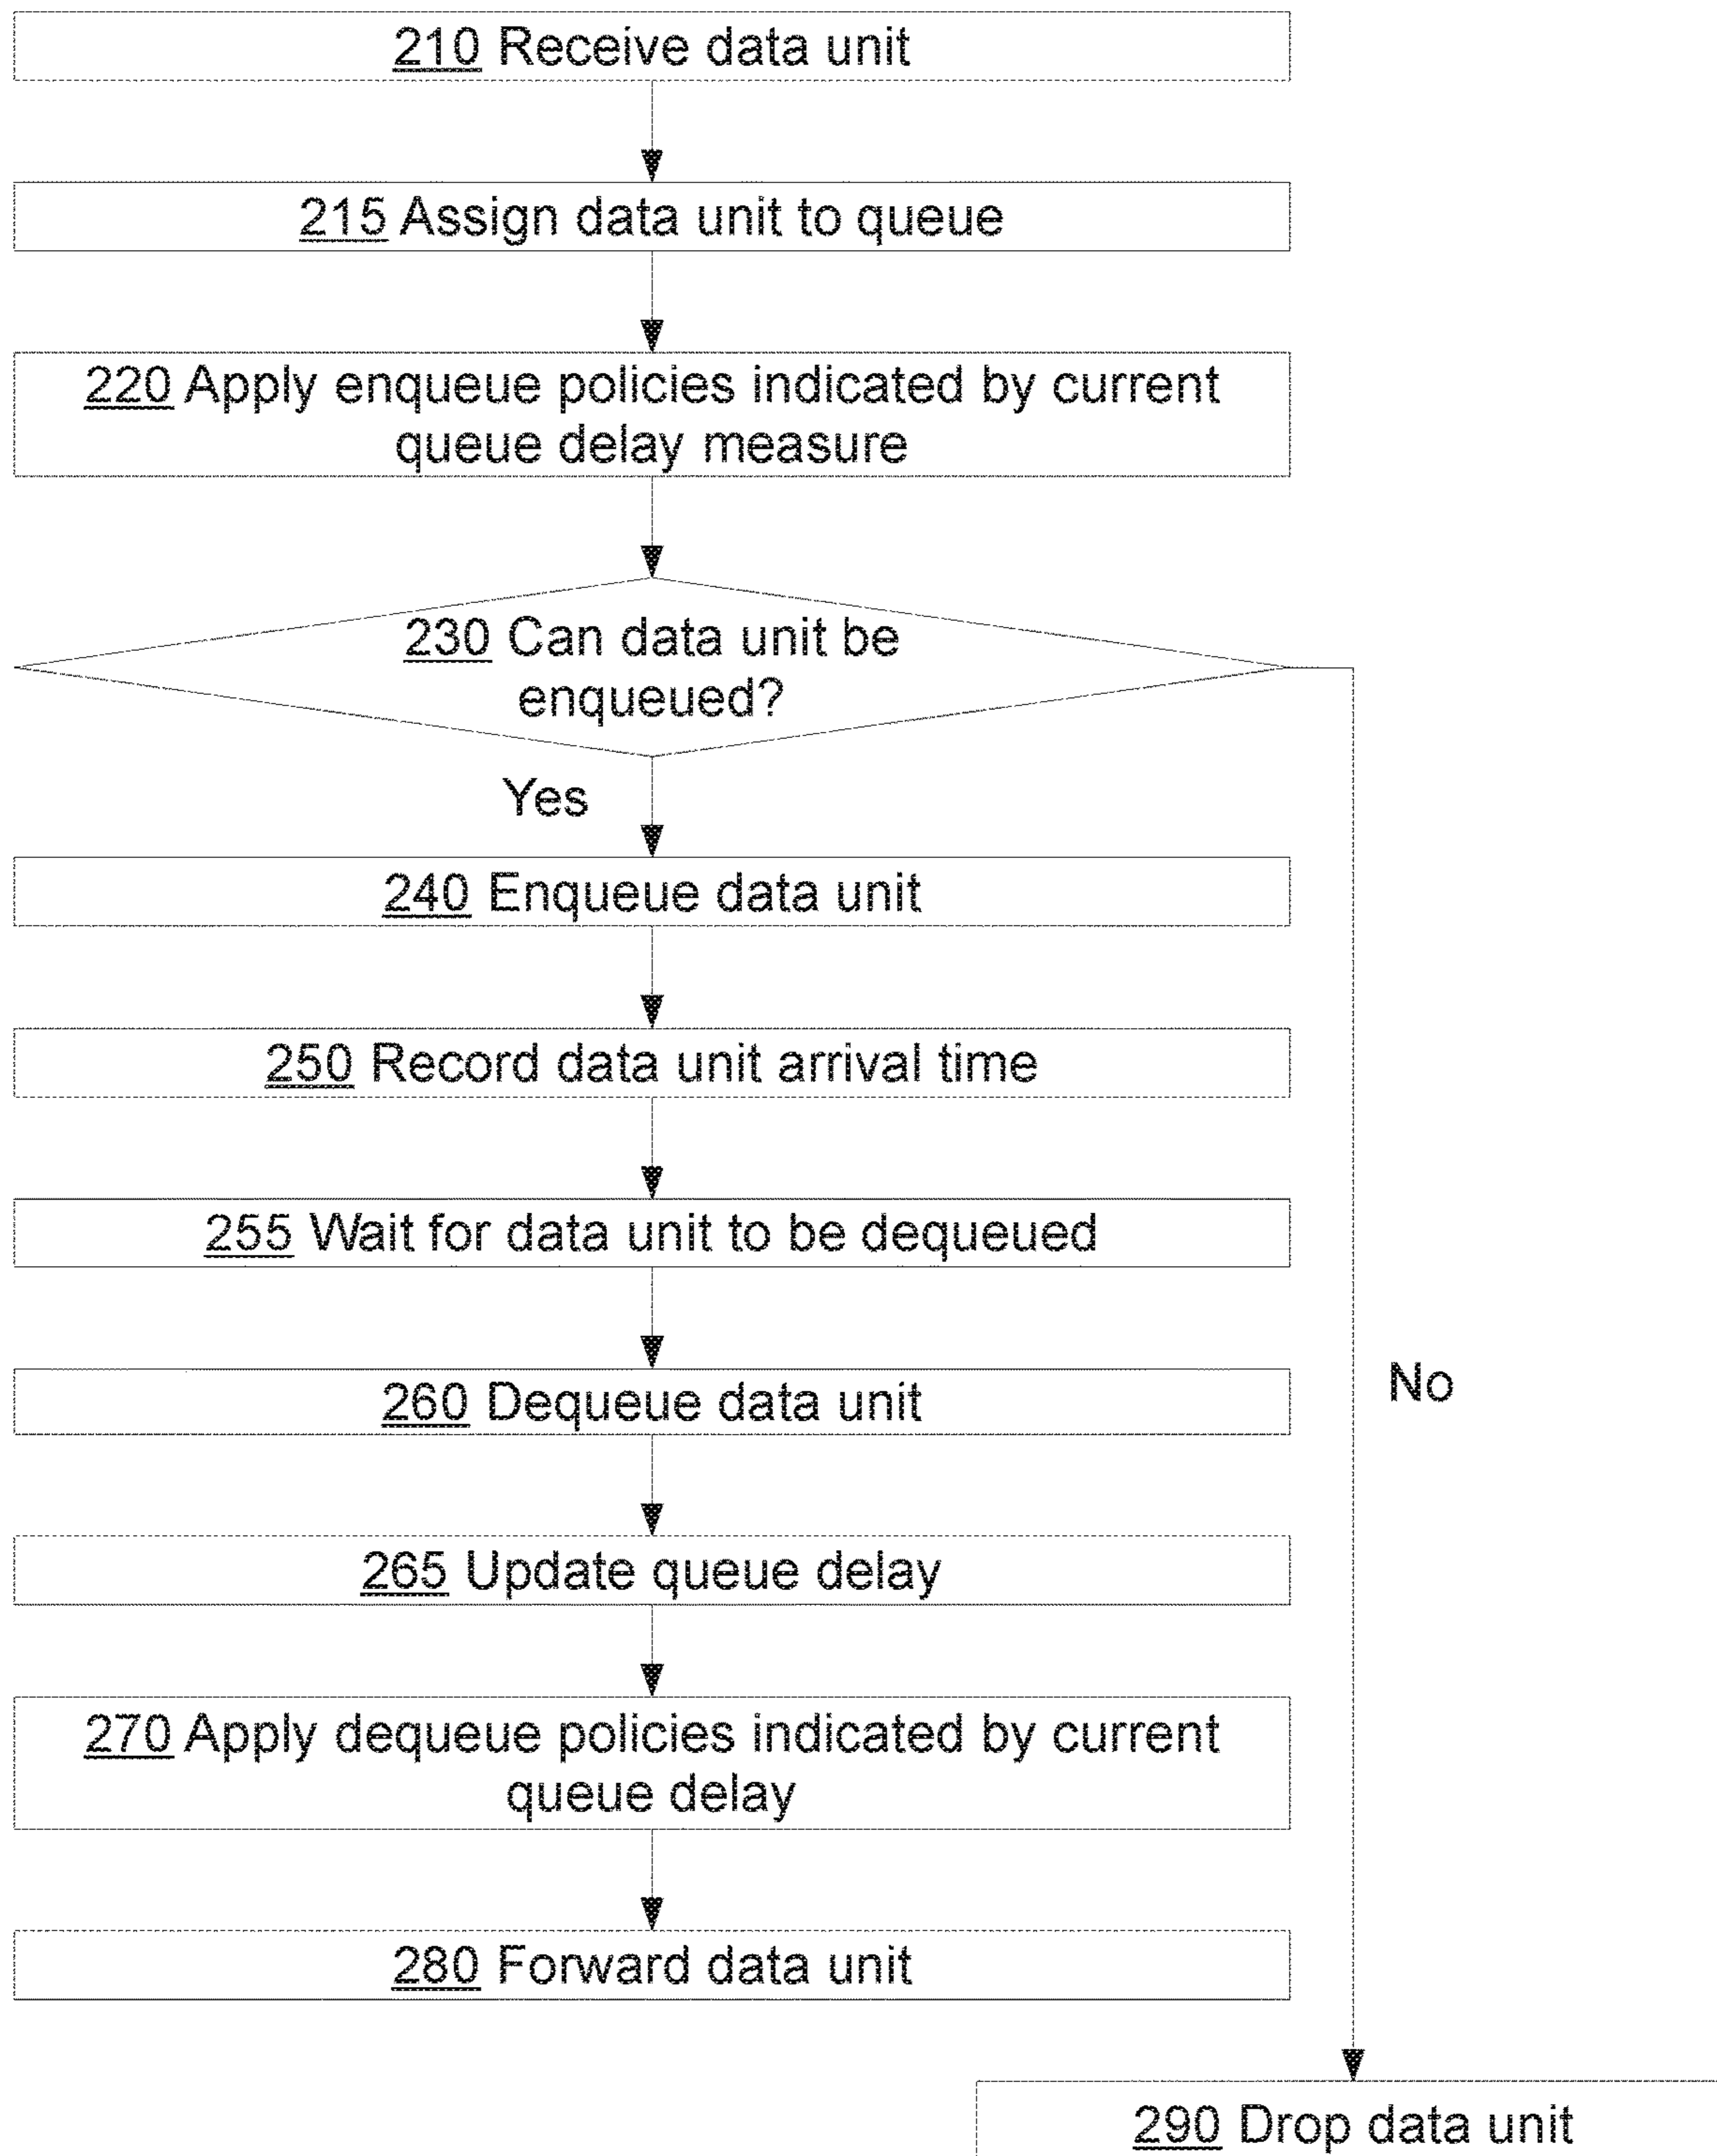 210 Receive data unit
215 Assign data unit to queue
220 Apply enqueue policies indicated by current
queue delay measure
230 Can data unit be
enqueued?
Yes
240 Enqueue data unit
250 Record data unit arrival time
255 Wait for data unit to be dequeued
260 Dequeue data unit
No
265 Update queue delay
270 Apply dequeue policies indicated by current
queue delay
280 Forward data unit
290 Drop data unit